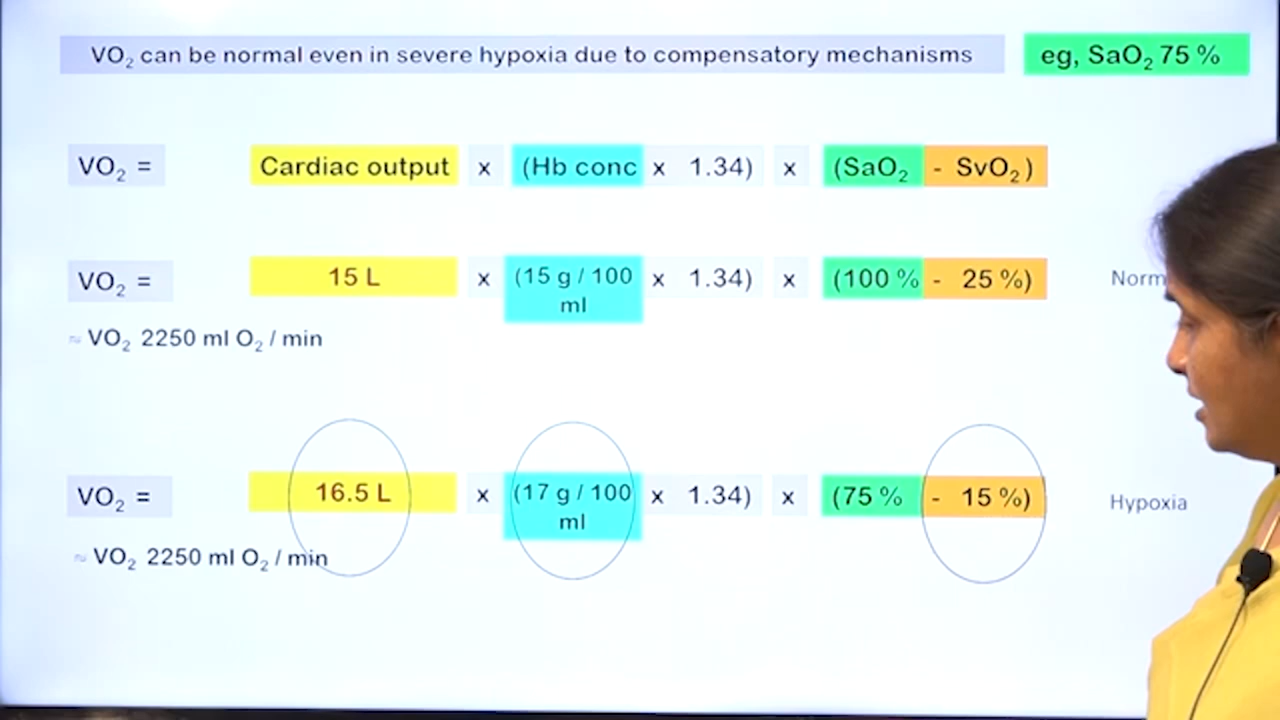 VO₂ can be normal even in severe hypoxia due to compensatory mechanisms eg, SaO₂ 75 %
VO₂ = Cardiac output x (Hb conc x 1.34) x (SaO₂ - SvO₂)
VO₂ = 15 L x (15 g / 100 ml x 1.34) x (100 % - 25 %)
≈ VO₂ 2250 ml O₂ / min
VO₂ = 16.5 L x (17 g / 100 ml x 1.34) x (75 % - 15 %) Hypoxia
≈ VO₂ 2250 ml O₂ / min